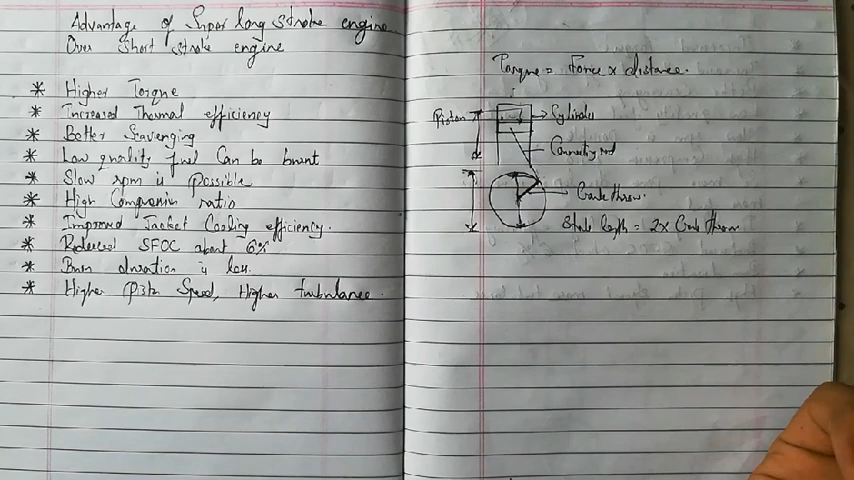 Advantage of Super long stroke engine
Over Short stroke engine
* Higher Torque
* Increased Thermal efficiency
* Better Scavenging
* Low quality fuel Can be burnt
* Slow rpm is possible
* High Compression ratio
* Improved Jacket Cooling efficiency.
* Reduced SFOC about 6%
* Burn duration is less.
* Higher Piston Speed, Higher turbulance.
Torque = Force x distance.
Piston
Cylinder
Connecting rod
Crank throw.
Stroke length = 2x Crank throw